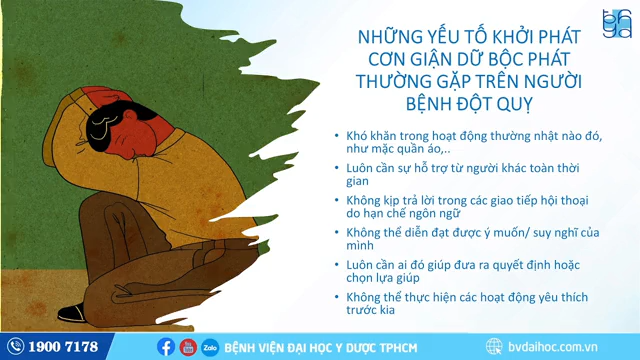 NHỮNG YẾU TỐ KHỞI PHÁT
CƠN GIẬN DỮ BỘC PHÁT
THƯỜNG GẶP TRÊN NGƯỜI
BỆNH ĐỘT QUỴ
• Khó khăn trong hoạt động thường nhật nào đó,
như mặc quần áo,..
• Luôn cần sự hỗ trợ từ người khác toàn thời
gian
• Không kịp trả lời trong các giao tiếp hội thoại
do hạn chế ngôn ngữ
• Không thể diễn đạt được ý muốn/ suy nghĩ của
mình
• Luôn cần ai đó giúp đưa ra quyết định hoặc
chọn lựa giúp
• Không thể thực hiện các hoạt động yêu thích
trước kia
1900 7178
YouTube
Zalo
BỆNH VIỆN ĐẠI HỌC Y DƯỢC TPHCM
bvdaihoc.com.vn